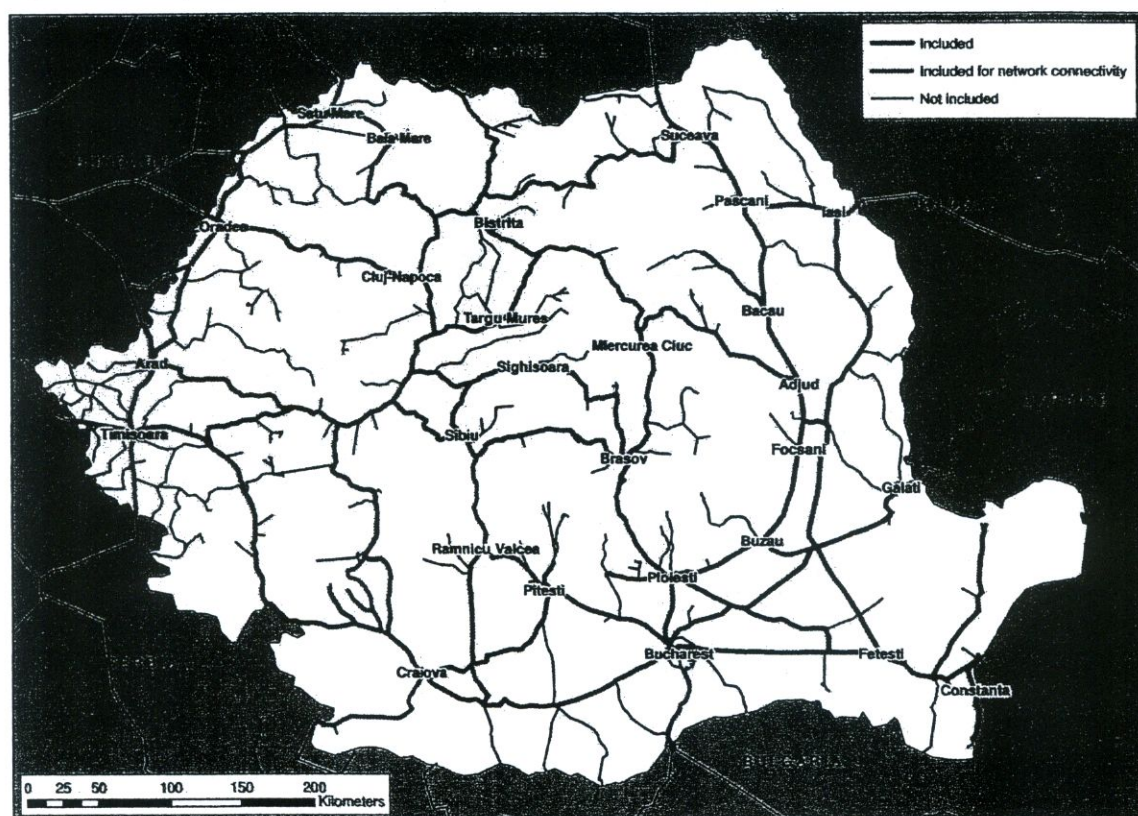 Included
Included for network connectivity
Not included
Satu Mare
Baia Mare
Suceava
Pascani
Iasi
Oradea
Bistrita
Cluj-Napoca
Targu-Mures
Bacau
Miercurea Ciuc
Arad
Sighisoara
Adjud
Timisoara
Sibiu
Brasov
Focsani
Galati
Ramnicu Valcea
Buzau
Pitesti
Ploiesti
Bucharest
Fetesti
Craiova
Constanta
BULGARIA
0 25 50 100 150 200
Kilometers